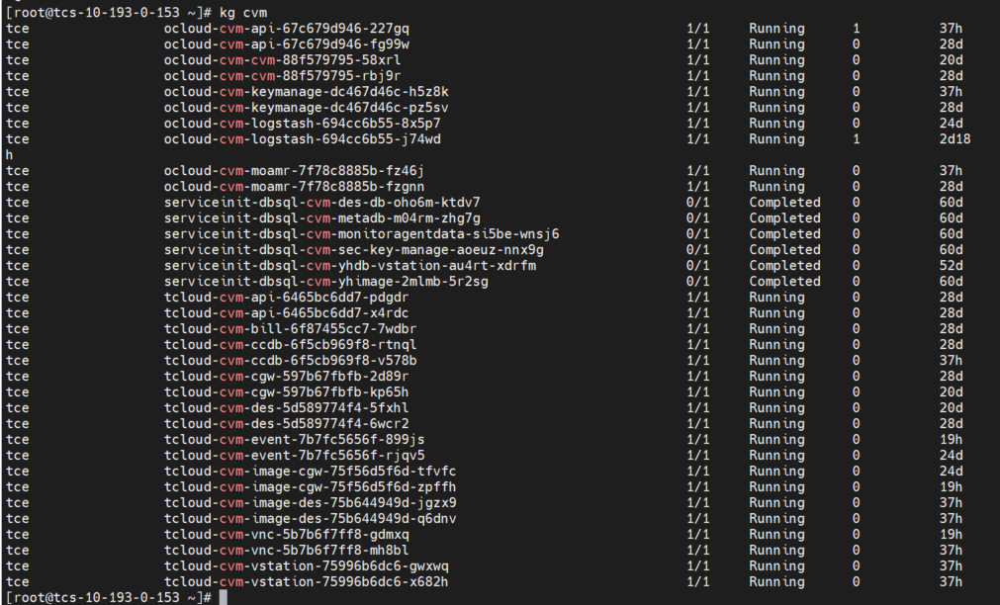 [root@tcs-10-193-0-153 ~]# kg cvm
tce ocloud-cvm-api-67c679d946-227gq 1/1 Running 1 37h
tce ocloud-cvm-api-67c679d946-fg99w 1/1 Running 0 28d
tce ocloud-cvm-cvm-88f579795-58xrl 1/1 Running 0 20d
tce ocloud-cvm-cvm-88f579795-rbj9r 1/1 Running 0 28d
tce ocloud-cvm-keymanage-dc467d46c-h5z8k 1/1 Running 0 37h
tce ocloud-cvm-keymanage-dc467d46c-pz5sv 1/1 Running 0 28d
tce ocloud-cvm-logstash-694cc6b55-8x5p7 1/1 Running 0 24d
tce ocloud-cvm-logstash-694cc6b55-j74wd 1/1 Running 1 2d18
h
tce ocloud-cvm-moamr-7f78c8885b-fz46j 1/1 Running 0 37h
tce ocloud-cvm-moamr-7f78c8885b-fzgnn 1/1 Running 0 28d
tce serviceinit-dbsql-cvm-des-db-oho6m-ktdv7 0/1 Completed 0 60d
tce serviceinit-dbsql-cvm-metadb-m04rm-zhg7g 0/1 Completed 0 60d
tce serviceinit-dbsql-cvm-monitoragentdata-si5be-wnsj6 0/1 Completed 0 60d
tce serviceinit-dbsql-cvm-sec-key-manage-aoeuz-nnx9g 0/1 Completed 0 60d
tce serviceinit-dbsql-cvm-yhdb-vstation-au4rt-xdrfm 0/1 Completed 0 52d
tce serviceinit-dbsql-cvm-yhimage-2mlmb-5r2sg 0/1 Completed 0 60d
tce tcloud-cvm-api-6465bc6dd7-pdgdr 1/1 Running 0 28d
tce tcloud-cvm-api-6465bc6dd7-x4rdc 1/1 Running 0 28d
tce tcloud-cvm-bill-6f87455cc7-7wdbr 1/1 Running 0 28d
tce tcloud-cvm-ccdb-6f5cb969f8-rtnql 1/1 Running 0 28d
tce tcloud-cvm-ccdb-6f5cb969f8-v578b 1/1 Running 0 37h
tce tcloud-cvm-cgw-597b67fbfb-2d89r 1/1 Running 0 28d
tce tcloud-cvm-cgw-597b67fbfb-kp65h 1/1 Running 0 20d
tce tcloud-cvm-des-5d589774f4-5fxhl 1/1 Running 0 20d
tce tcloud-cvm-des-5d589774f4-6wcr2 1/1 Running 0 28d
tce tcloud-cvm-event-7b7fc5656f-899js 1/1 Running 0 19h
tce tcloud-cvm-event-7b7fc5656f-rjqv5 1/1 Running 0 24d
tce tcloud-cvm-image-cgw-75f56d5f6d-tfvfc 1/1 Running 0 24d
tce tcloud-cvm-image-cgw-75f56d5f6d-zpffh 1/1 Running 0 19h
tce tcloud-cvm-image-des-75b644949d-jgzx9 1/1 Running 0 37h
tce tcloud-cvm-image-des-75b644949d-q6dnv 1/1 Running 0 37h
tce tcloud-cvm-vnc-5b7b6f7ff8-gdmxq 1/1 Running 0 19h
tce tcloud-cvm-vnc-5b7b6f7ff8-mh8bl 1/1 Running 0 37h
tce tcloud-cvm-vstation-75996b6dc6-gwxwq 1/1 Running 0 37h
tce tcloud-cvm-vstation-75996b6dc6-x682h 1/1 Running 0 37h
[root@tcs-10-193-0-153 ~]#